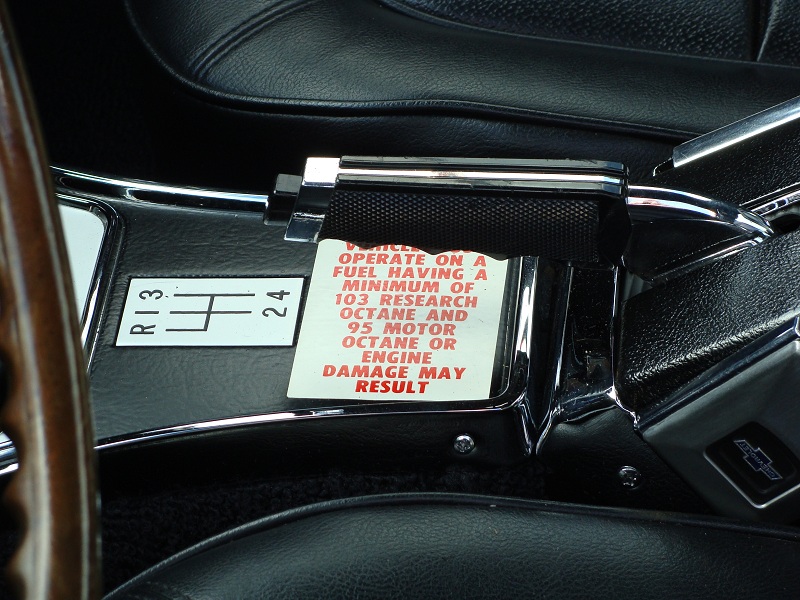 R 1 3
2 4
OPERATE ON A
FUEL HAVING A
MINIMUM OF
103 RESEARCH
OCTANE AND
95 MOTOR
OCTANE OR
ENGINE
DAMAGE MAY
RESULT